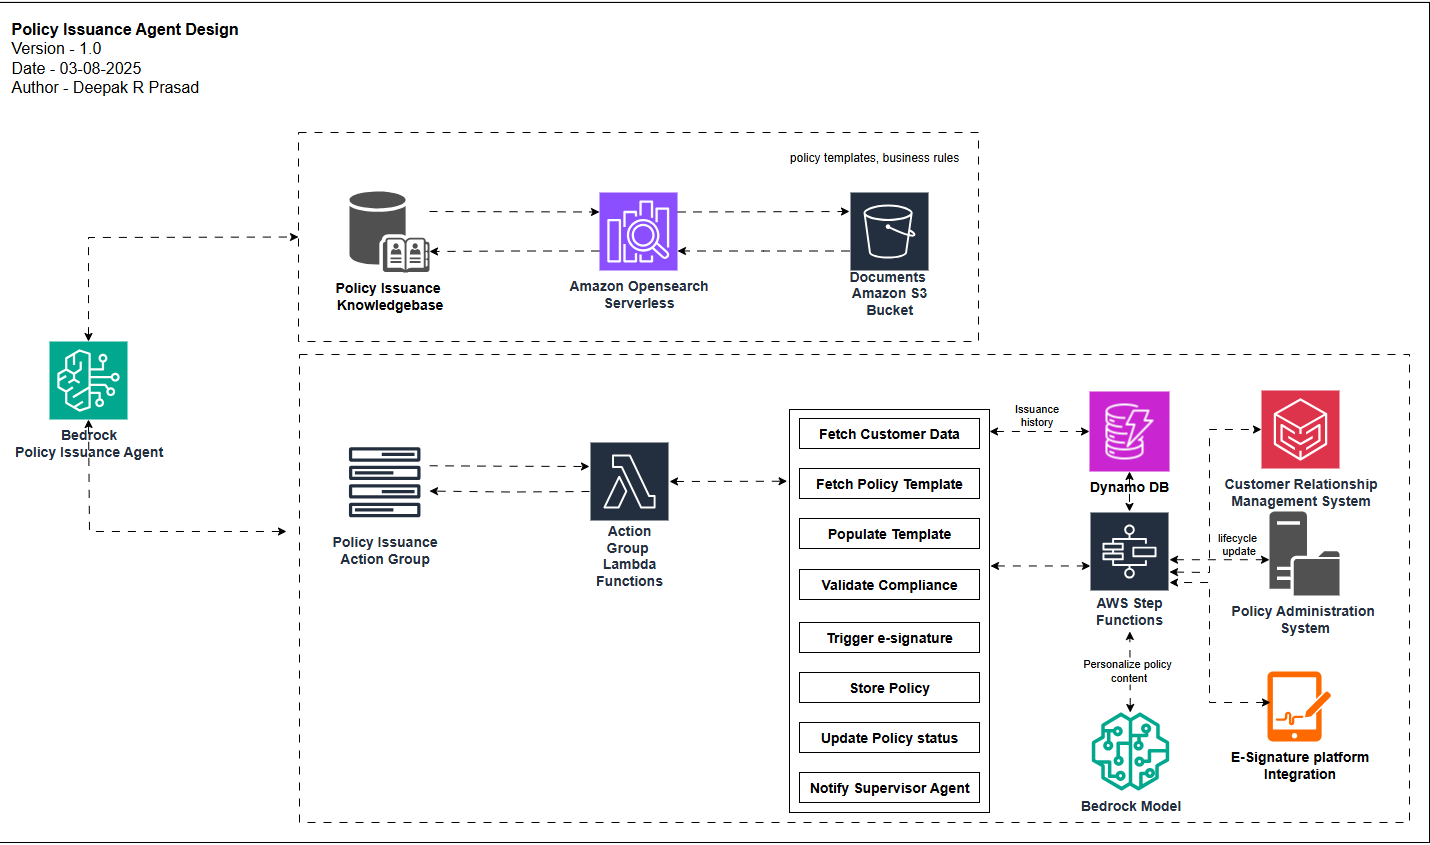 Policy Issuance Agent Design
Version - 1.0
Date - 03-08-2025
Author - Deepak R Prasad
policy templates, business rules
Policy Issuance
Knowledgebase
Amazon Opensearch
Serverless
Documents
Amazon S3
Bucket
Bedrock
Policy Issuance Agent
Policy Issuance
Action Group
Action
Group
Lambda
Functions
Fetch Customer Data
Fetch Policy Template
Populate Template
Validate Compliance
Trigger e-signature
Store Policy
Update Policy status
Notify Supervisor Agent
Issuance
history
Dynamo DB
AWS Step
Functions
Personalize policy
content
Bedrock Model
Customer Relationship
Management System
lifecycle
update
Policy Administration
System
E-Signature platform
Integration